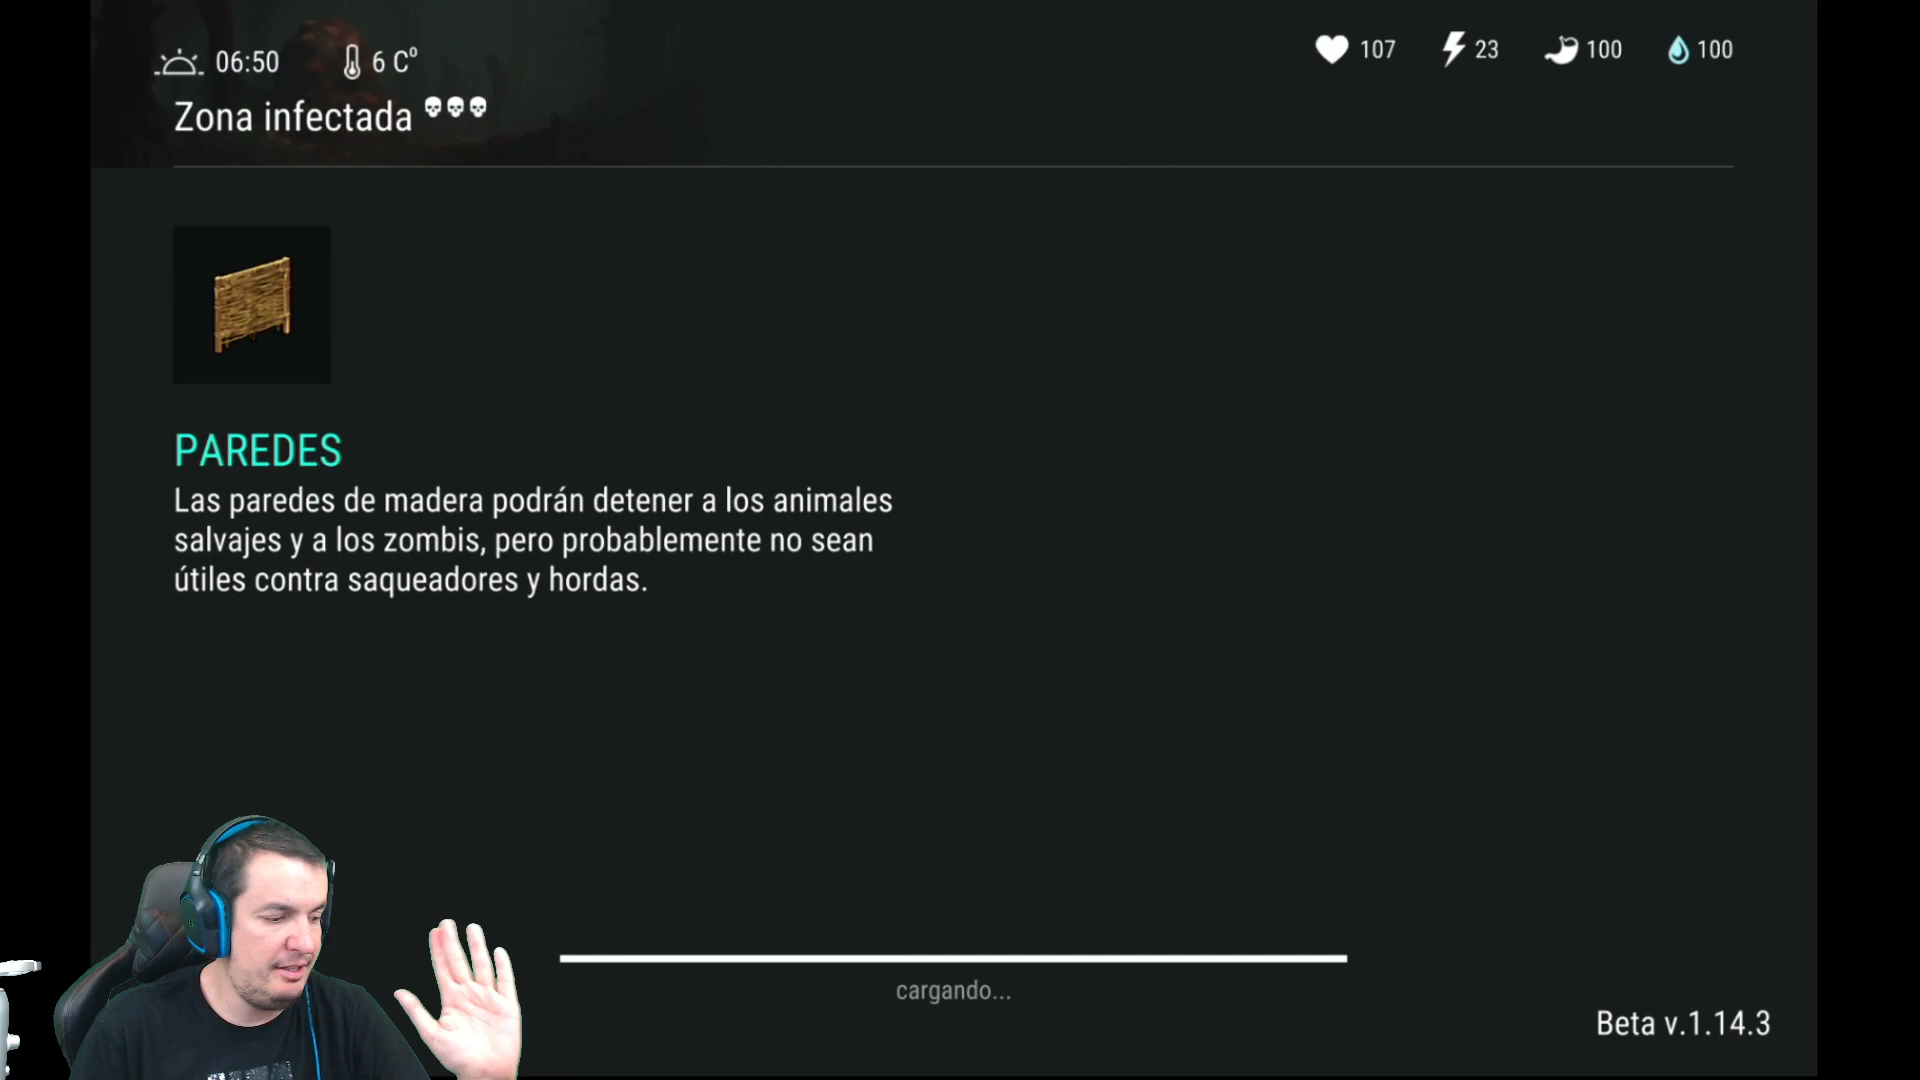 06:50
6 Cº
107
23
100
100
Zona infectada
PAREDES
Las paredes de madera podrán detener a los animales
salvajes y a los zombis, pero probablemente no sean
útiles contra saqueadores y hordas.
cargando...
Beta v.1.14.3